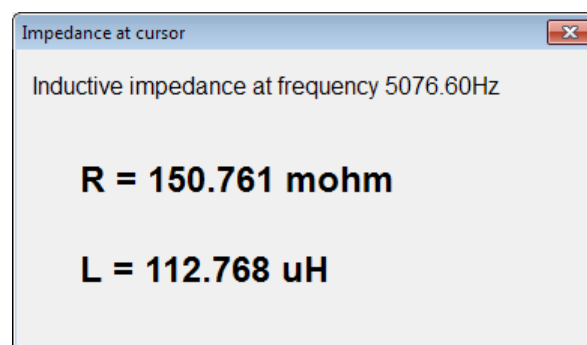 Impedance at cursor
Inductive impedance at frequency 5076.60Hz
R = 150.761 mohm
L = 112.768 uH